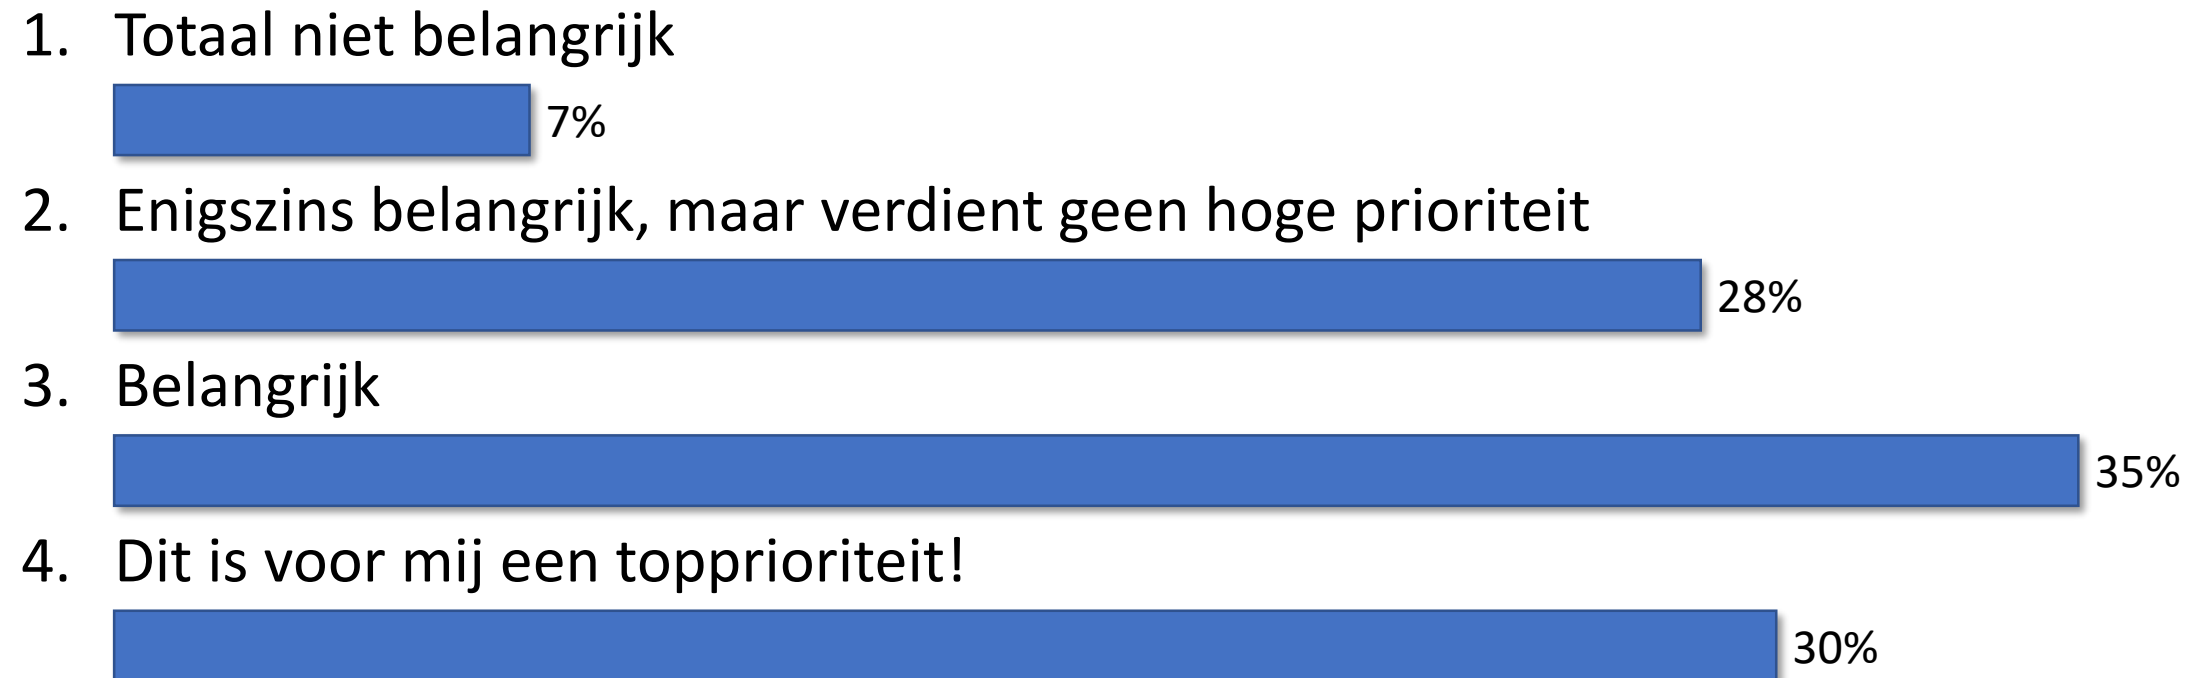 1. Totaal niet belangrijk
7%
2. Enigszins belangrijk, maar verdient geen hoge prioriteit
28%
3. Belangrijk
35%
4. Dit is voor mij een topprioriteit!
30%